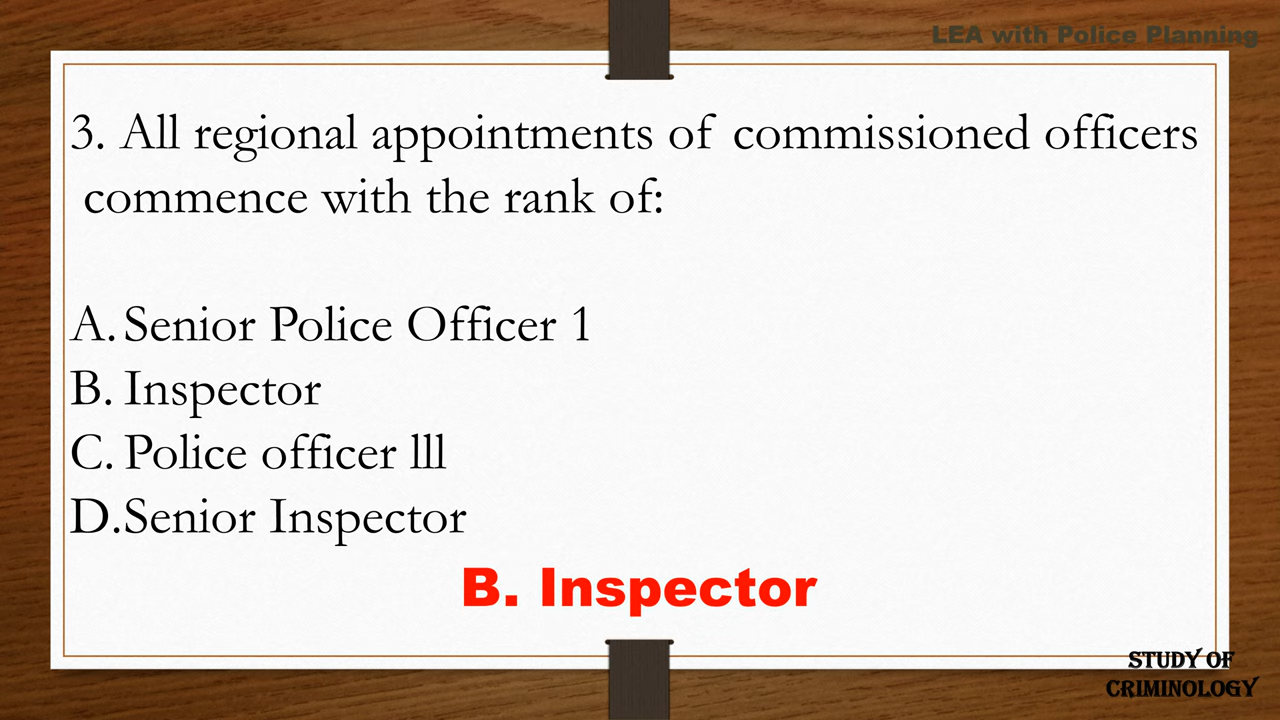 LEA with Police Planning
3. All regional appointments of commissioned officers
commence with the rank of:
A. Senior Police Officer 1
B. Inspector
C. Police officer lll
D.Senior Inspector
B. Inspector
STUDY OF
CRIMINOLOGY